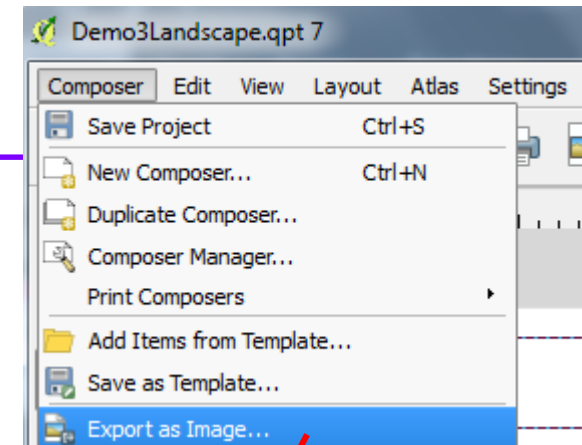 Demo3Landscape.qpt 7
Composer Edit View Layout Atlas Settings
Save Project Ctrl+S
New Composer... Ctrl+N
Duplicate Composer...
Composer Manager...
Print Composers
Add Items from Template...
Save as Template...
Export as Image...